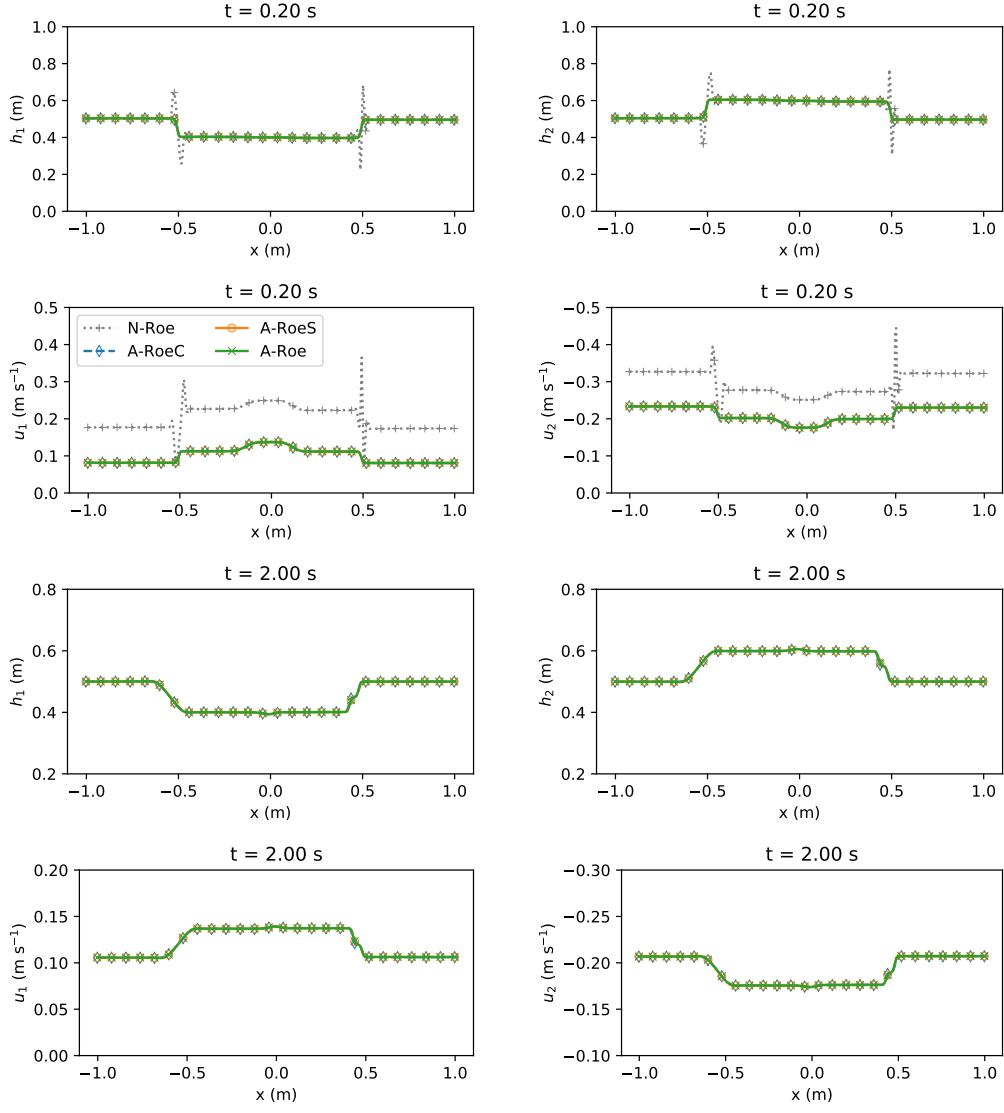 t = 0.20 s
1.0
0.8
0.6
0.4
0.2
0.0
h₁ (m)
−1.0 −0.5 0.0 0.5 1.0
x (m)
t = 0.20 s
1.0
0.8
0.6
0.4
0.2
0.0
h₂ (m)
−1.0 −0.5 0.0 0.5 1.0
x (m)
t = 0.20 s
0.5
0.4
0.3
0.2
0.1
0.0
u₁ (m s⁻¹)
N-Roe
A-RoeC
A-RoeS
A-Roe
−1.0 −0.5 0.0 0.5 1.0
x (m)
t = 0.20 s
−0.5
−0.4
−0.3
−0.2
−0.1
0.0
u₂ (m s⁻¹)
−1.0 −0.5 0.0 0.5 1.0
x (m)
t = 2.00 s
0.8
0.6
0.4
0.2
h₁ (m)
−1.0 −0.5 0.0 0.5 1.0
x (m)
t = 2.00 s
0.8
0.6
0.4
0.2
h₂ (m)
−1.0 −0.5 0.0 0.5 1.0
x (m)
t = 2.00 s
0.20
0.15
0.10
0.05
0.00
u₁ (m s⁻¹)
−1.0 −0.5 0.0 0.5 1.0
x (m)
t = 2.00 s
−0.30
−0.25
−0.20
−0.15
−0.10
u₂ (m s⁻¹)
−1.0 −0.5 0.0 0.5 1.0
x (m)